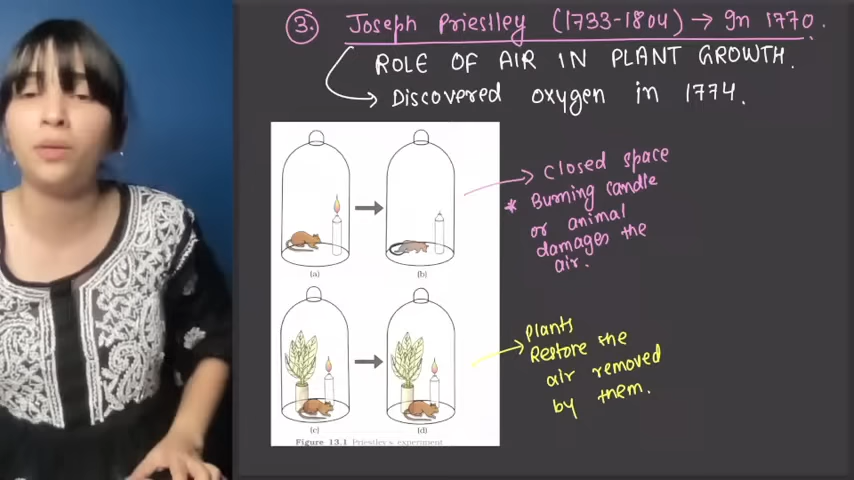 3. Joseph Priestley (1733-1804) → In 1770.
ROLE OF AIR IN PLANT GROWTH.
→ Discovered oxygen in 1774.
(a)
(b)
→ Closed space
* Burning candle
or animal
damages the
air.
(c)
(d)
Plants
→ Restore the
air removed
by them.
Figure 13.1 Priestley's experiment